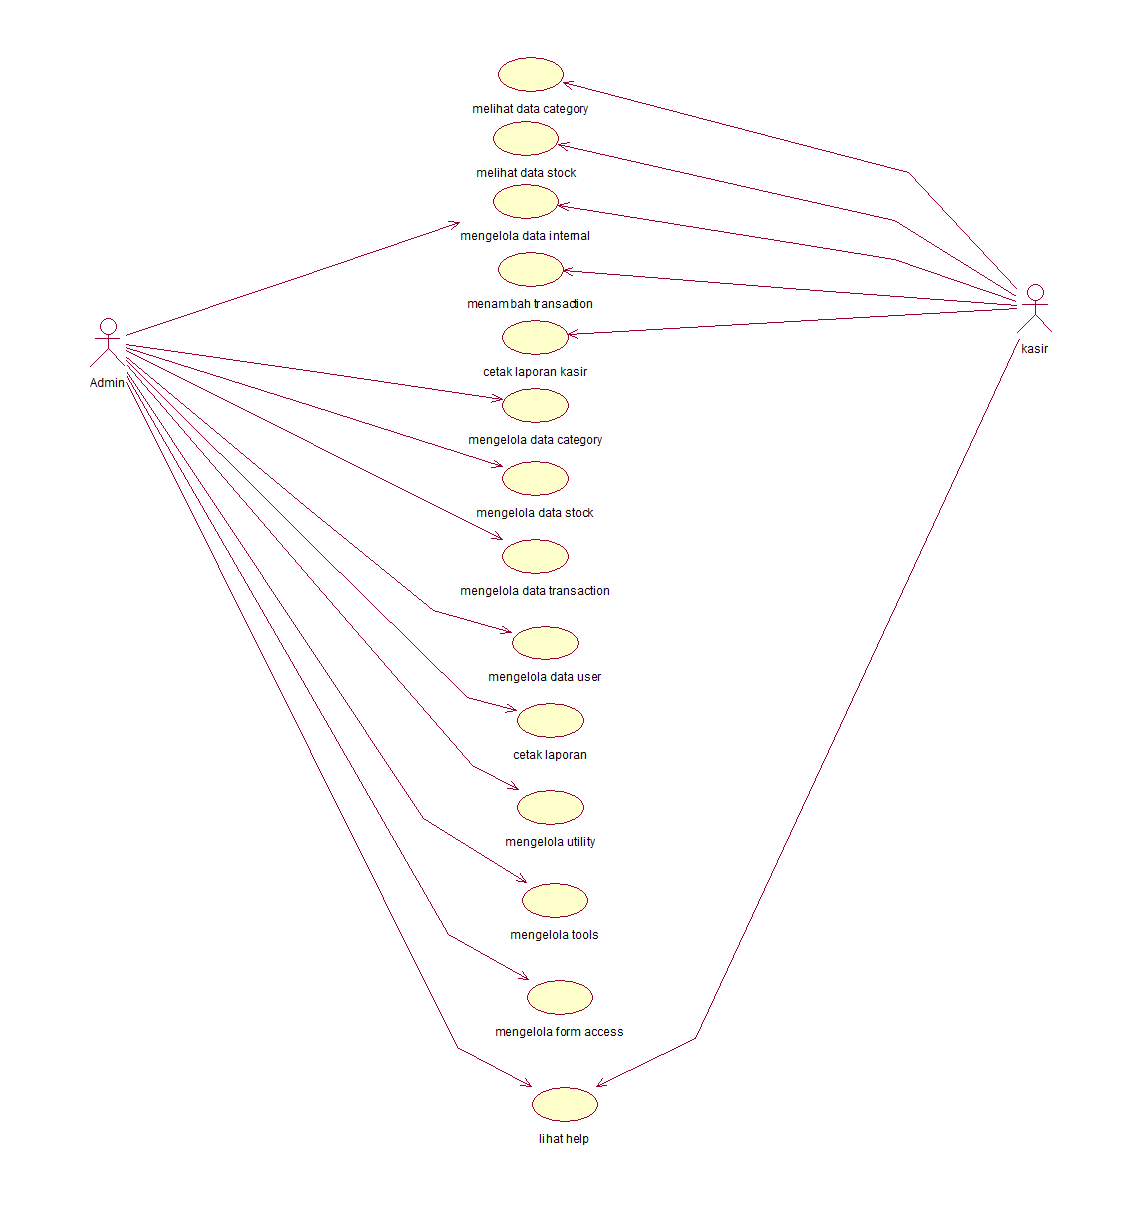 melihat data category
melihat data stock
mengelola data internal
menambah transaction
kasir
cetak laporan kasir
Admin
mengelola data category
mengelola data stock
mengelola data transaction
mengelola data user
cetak laporan
mengelola utility
mengelola tools
mengelola form access
lihat help